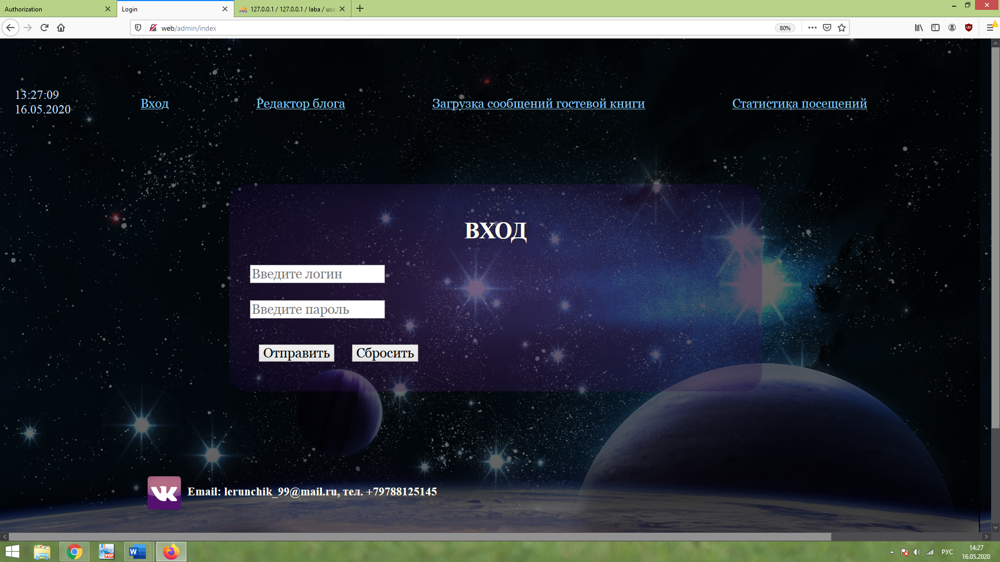 Authorization
Login
PMA
127.0.0.1 / 127.0.0.1 / laba / use
web/admin/index
80%
13:27:09
16.05.2020
Вход
Редактор блога
Загрузка сообщений гостевой книги
Статистика посещений
ВХОД
Введите логин
Введите пароль
Отправить
Сбросить
Email: lerunchik_99@mail.ru, тел. +79788125145
PDF
W
РУС
14:27
16.05.2020